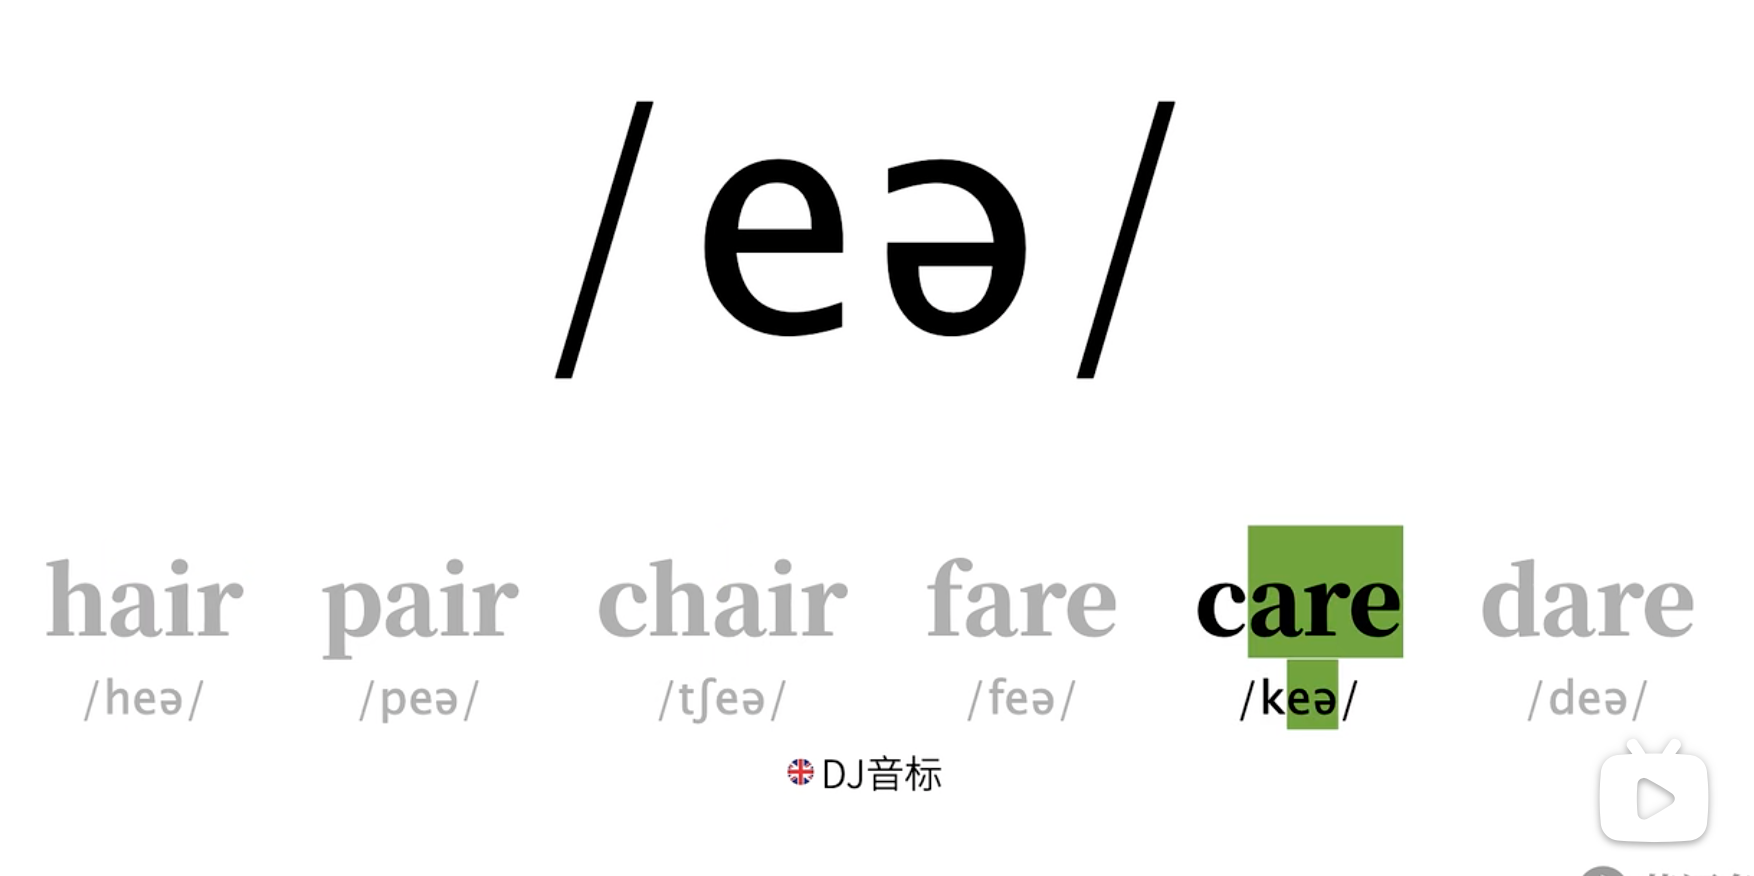 /eə/
hair pair chair fare care dare
/heə/ /peə/ /tʃeə/ /feə/ /keə/ /deə/
DJ音标